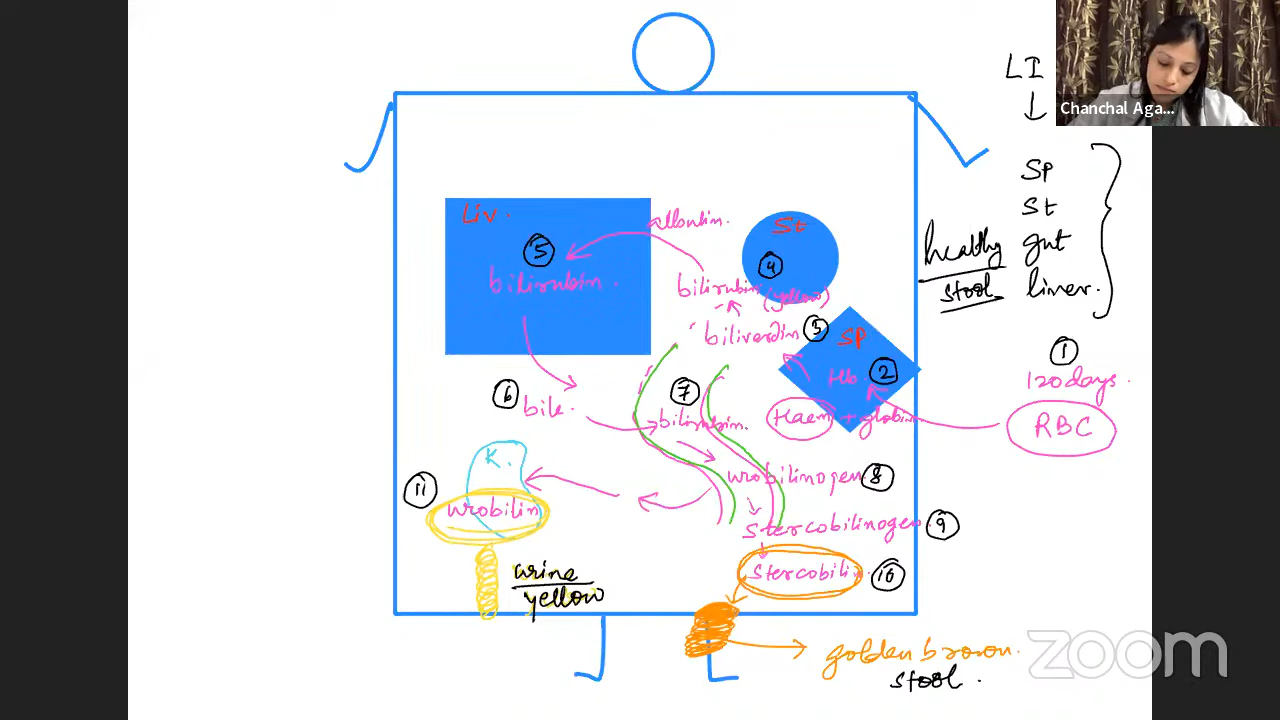 LI
Chanchal Aga...
Sp
St
healthy gut
stool liver.
Liv.
albumin.
St
5
4
bilirubin.
bilirubin (yellow)
biliverdin 3
Sp
Hb. 2
1
120 days.
RBC
Haem + globin
6
bile.
7
bilirubin.
K.
urobilinogen 8
11
urobilin
stercobilinogen 9
stercobilin 10
urine
yellow
golden brown.
stool.
zoom